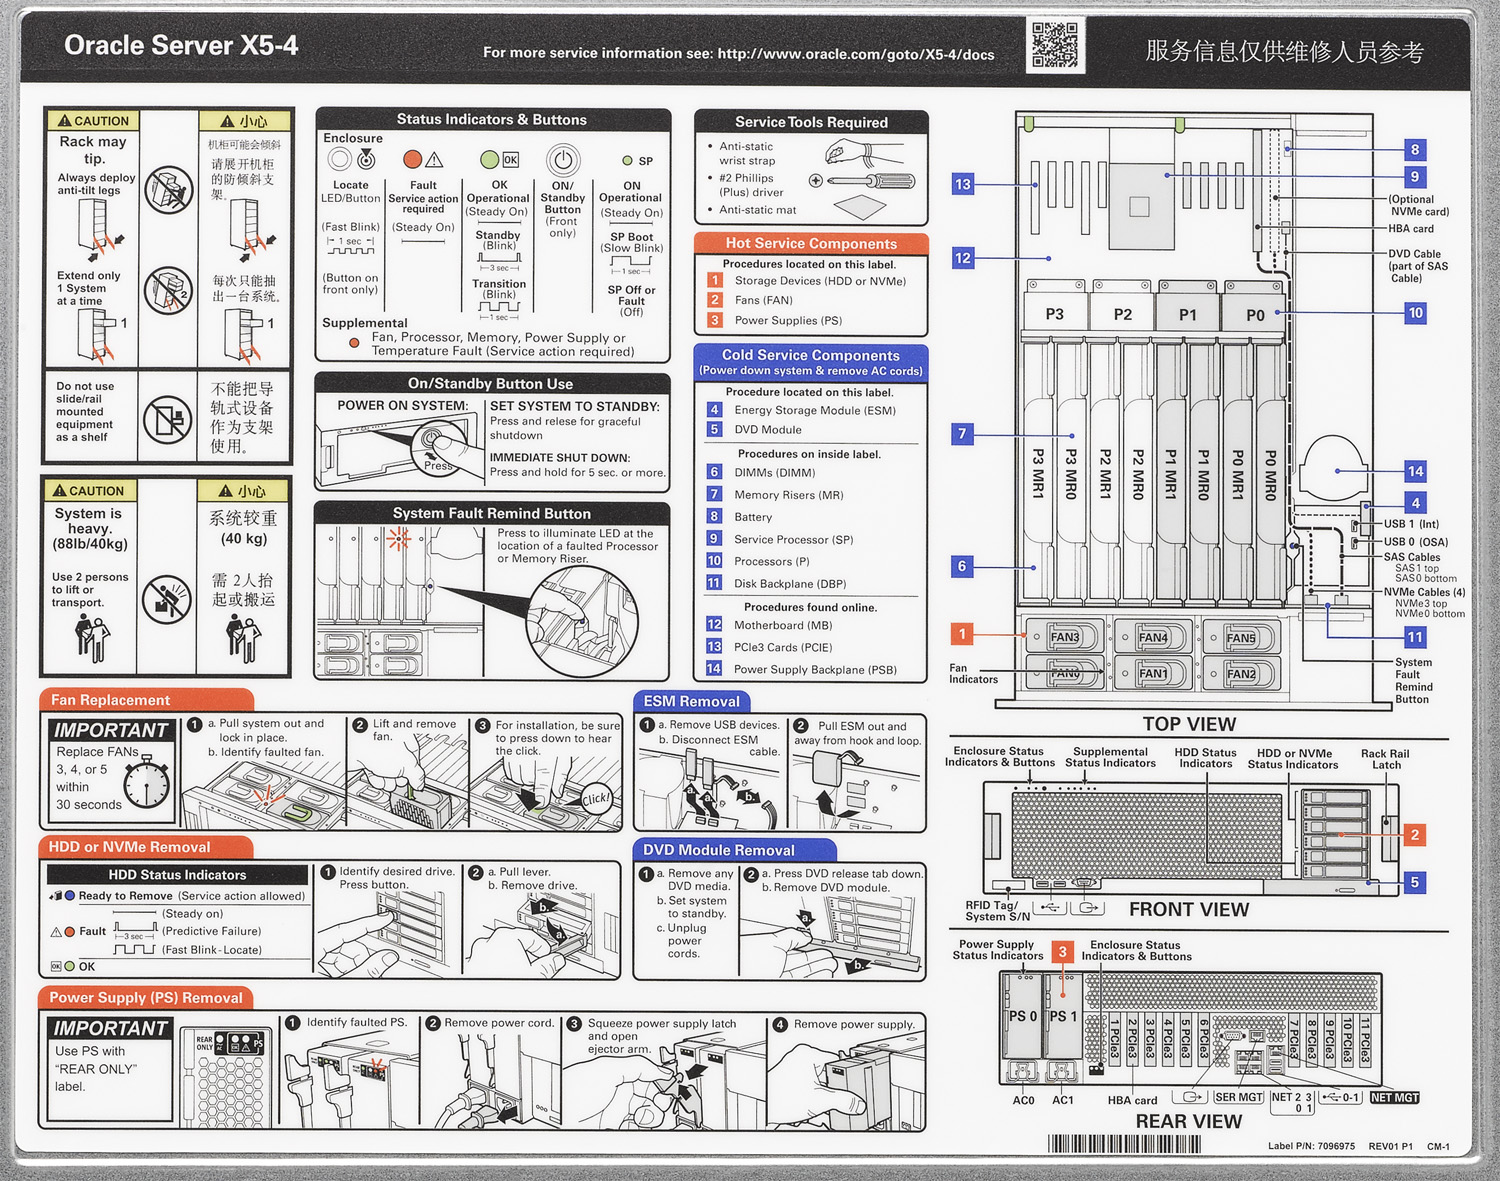 Oracle Server X5-4
For more service information see: http://www.oracle.com/goto/X5-4/docs
服务信息仅供维修人员参考
CAUTION
Rack may
tip.
Always deploy
anti-tilt legs
Extend only
1 System
at a time
1
2
小心
机柜可能会倾斜
请展开机柜
的防倾斜支
架。
每次只能抽
出一台系统。
1
Do not use
slide/rail
mounted
equipment
as a shelf
不能把导
轨式设备
作为支架
使用。
CAUTION
System is
heavy.
(88lb/40kg)
Use 2 persons
to lift or
transport.
小心
系统较重
(40 kg)
需 2人抬
起或搬运
Status Indicators & Buttons
Enclosure
OK
SP
Locate
LED/Button
(Fast Blink)
1 sec
(Button on
front only)
Fault
Service action
required
(Steady On)
OK
Operational
(Steady On)
Standby
(Blink)
3 sec
Transition
(Blink)
1 sec
ON/
Standby
Button
(Front
only)
ON
Operational
(Steady On)
SP Boot
(Slow Blink)
1 sec
SP Off or
Fault
(Off)
Supplemental
Fan, Processor, Memory, Power Supply or
Temperature Fault (Service action required)
On/Standby Button Use
POWER ON SYSTEM:
Press
SET SYSTEM TO STANDBY:
Press and relese for graceful
shutdown
IMMEDIATE SHUT DOWN:
Press and hold for 5 sec. or more.
System Fault Remind Button
Press to illuminate LED at the
location of a faulted Processor
or Memory Riser.
Service Tools Required
• Anti-static
wrist strap
• #2 Phillips
(Plus) driver
• Anti-static mat
Hot Service Components
Procedures located on this label.
1 Storage Devices (HDD or NVMe)
2 Fans (FAN)
3 Power Supplies (PS)
Cold Service Components
(Power down system & remove AC cords)
Procedure located on this label.
4 Energy Storage Module (ESM)
5 DVD Module
Procedures on inside label.
6 DIMMs (DIMM)
7 Memory Risers (MR)
8 Battery
9 Service Processor (SP)
10 Processors (P)
11 Disk Backplane (DBP)
Procedures found online.
12 Motherboard (MB)
13 PCIe3 Cards (PCIE)
14 Power Supply Backplane (PSB)
Fan Replacement
IMPORTANT
Replace FANs
3, 4, or 5
within
30 seconds
1 a. Pull system out and
lock in place.
b. Identify faulted fan.
2 Lift and remove
fan.
3 For installation, be sure
to press down to hear
the click.
Click!
ESM Removal
1 a. Remove USB devices.
b. Disconnect ESM
cable.
a.
a.
b.
2 Pull ESM out and
away from hook and loop.
HDD or NVMe Removal
HDD Status Indicators
Ready to Remove (Service action allowed)
(Steady on)
Fault
3 sec
(Predictive Failure)
(Fast Blink-Locate)
OK OK
1 Identify desired drive.
Press button.
2 a. Pull lever.
b. Remove drive.
b.
a.
DVD Module Removal
1 a. Remove any
DVD media.
b. Set system
to standby.
c. Unplug
power
cords.
2 a. Press DVD release tab down.
b. Remove DVD module.
a.
b.
Power Supply (PS) Removal
IMPORTANT
Use PS with
“REAR ONLY”
label.
REAR
ONLY
AC
OK
PS
1 Identify faulted PS.
2 Remove power cord.
3 Squeeze power supply latch
and open
ejector arm.
4 Remove power supply.
13
12
7
6
1
8
9
(Optional
NVMe card)
HBA card
DVD Cable
(part of SAS
Cable)
10
P3
P2
P1
P0
P3 MR1
P3 MR0
P2 MR1
P2 MR0
P1 MR1
P1 MR0
P0 MR1
P0 MR0
14
4
USB 1 (Int)
USB 0 (OSA)
SAS Cables
SAS1 top
SAS0 bottom
NVMe Cables (4)
NVMe3 top
NVMe0 bottom
11
System
Fault
Remind
Button
FAN3
FAN4
FAN5
Fan
Indicators
FAN0
FAN1
FAN2
TOP VIEW
Enclosure Status
Indicators & Buttons
Supplemental
Status Indicators
HDD Status
Indicators
HDD or NVMe
Status Indicators
Rack Rail
Latch
2
5
RFID Tag/
System S/N
FRONT VIEW
Power Supply
Status Indicators
3
Enclosure Status
Indicators & Buttons
PS 0
PS 1
1 PCIe3
2 PCIe3
3 PCIe3
4 PCIe3
5 PCIe3
6 PCIe3
7 PCIe3
8 PCIe3
9 PCIe3
10 PCIe3
11 PCIe3
AC0
AC1
HBA card
SER MGT
NET 2 3
0 1
0-1
NET MGT
REAR VIEW
Label P/N: 7096975 REV01 P1 CM-1